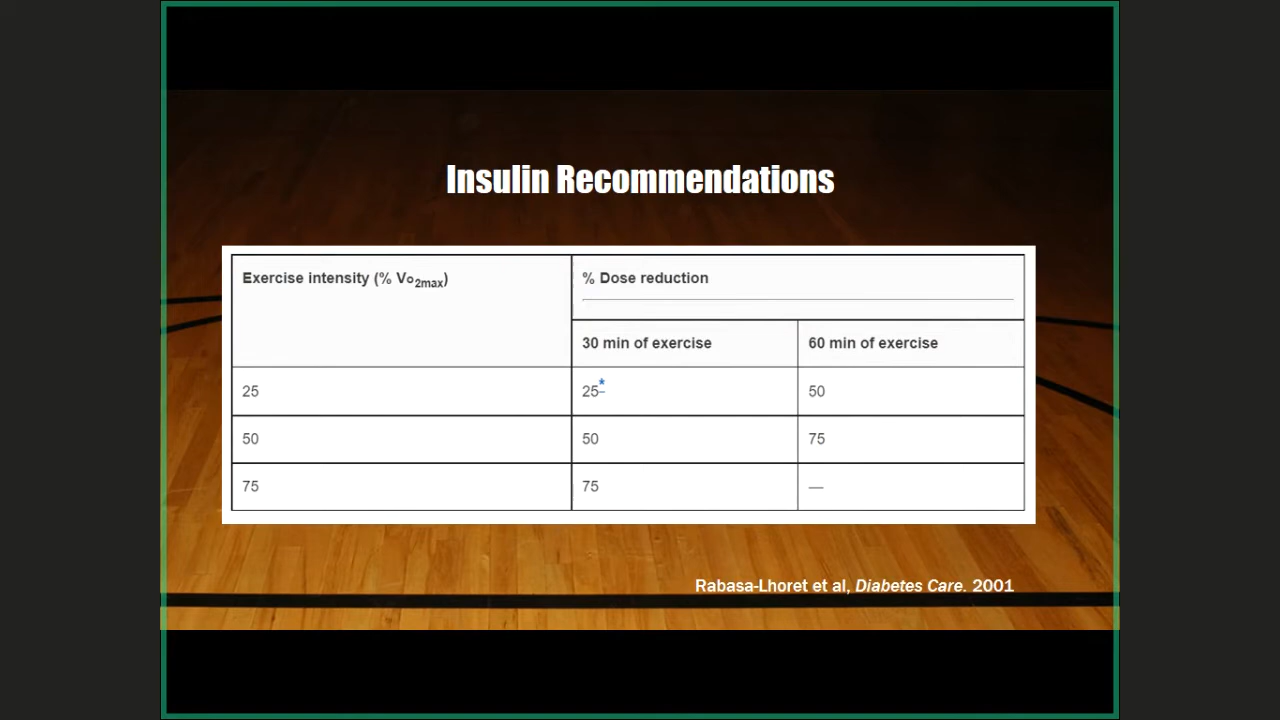 Insulin Recommendations
Exercise intensity (% Vo2max)
% Dose reduction
30 min of exercise
60 min of exercise
25
25*
50
50
50
75
75
75
—
Rabasa-Lhoret et al, Diabetes Care. 2001